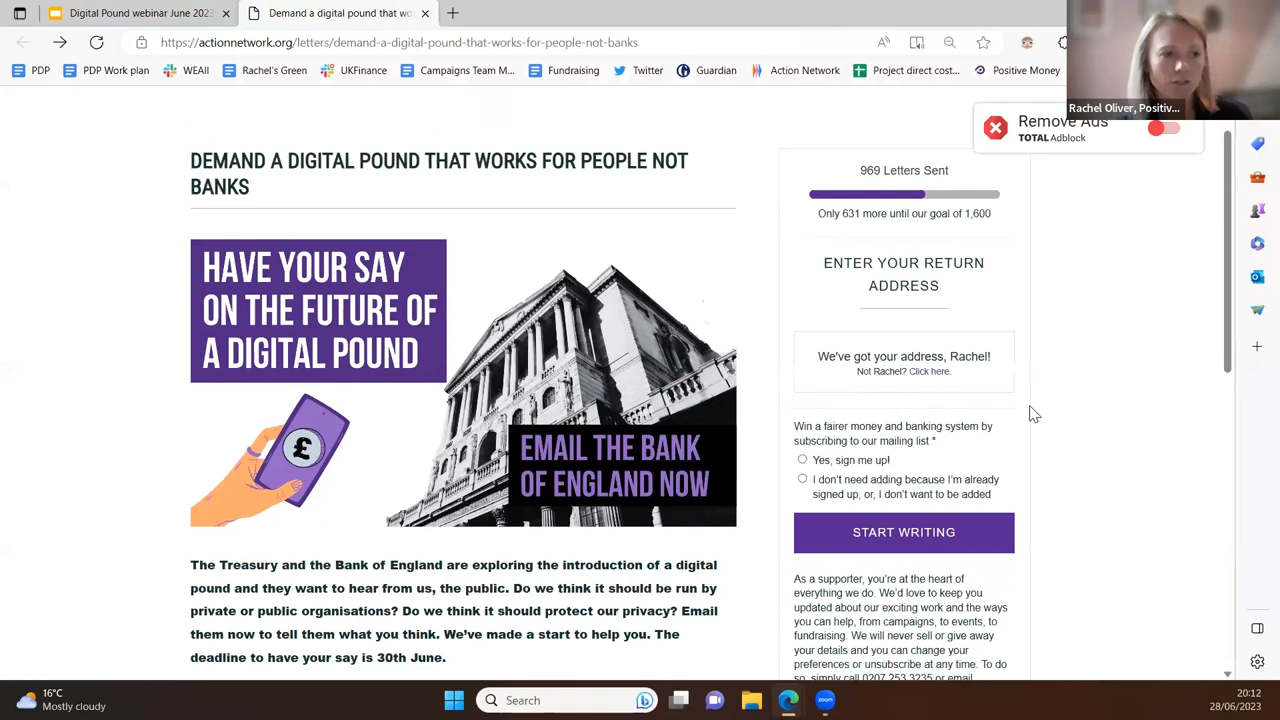 Digital Pound webinar June 2023
Demand a digital pound that wo
https://actionnetwork.org/letters/demand-a-digital-pound-that-works-for-people-not-banks
PDP
PDP Work plan
WEAll
Rachel's Green
UKFinance
Campaigns Team M...
Fundraising
Twitter
Guardian
Action Network
Project direct cost...
Positive Money
Rachel Oliver, Positiv...
Remove Ads
TOTAL Adblock
DEMAND A DIGITAL POUND THAT WORKS FOR PEOPLE NOT
BANKS
HAVE YOUR SAY
ON THE FUTURE OF
A DIGITAL POUND
£
EMAIL THE BANK
OF ENGLAND NOW
The Treasury and the Bank of England are exploring the introduction of a digital
pound and they want to hear from us, the public. Do we think it should be run by
private or public organisations? Do we think it should protect our privacy? Email
them now to tell them what you think. We've made a start to help you. The
deadline to have your say is 30th June.
969 Letters Sent
Only 631 more until our goal of 1,600
ENTER YOUR RETURN
ADDRESS
We've got your address, Rachel!
Not Rachel? Click here.
Win a fairer money and banking system by
subscribing to our mailing list *
Yes, sign me up!
I don't need adding because I'm already
signed up, or, I don't want to be added
START WRITING
As a supporter, you're at the heart of
everything we do. We'd love to keep you
updated about our exciting work and the ways
you can help, from campaigns, to events, to
fundraising. We will never sell or give away
your details and you can change your
preferences or unsubscribe at any time. To do
so, simply call 0207 253 3235 or email
16°C
Mostly cloudy
Search
zoom
20:12
28/06/2023